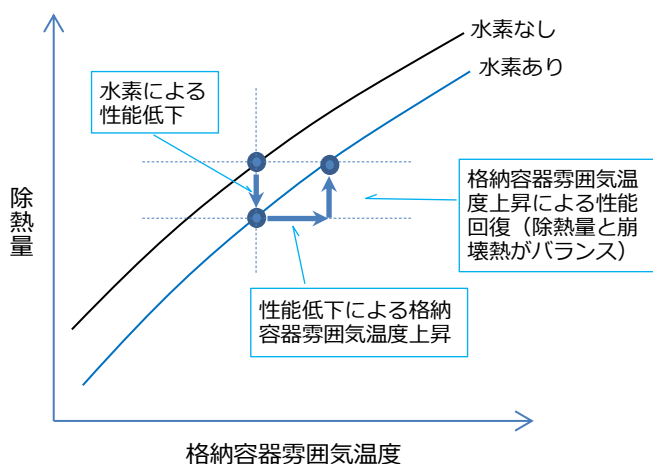 水素なし
水素あり
水素による
性能低下
格納容器雰囲気温
度上昇による性能
回復（除熱量と崩
壊熱がバランス）
除熱量
性能低下による格納
容器雰囲気温度上昇
格納容器雰囲気温度